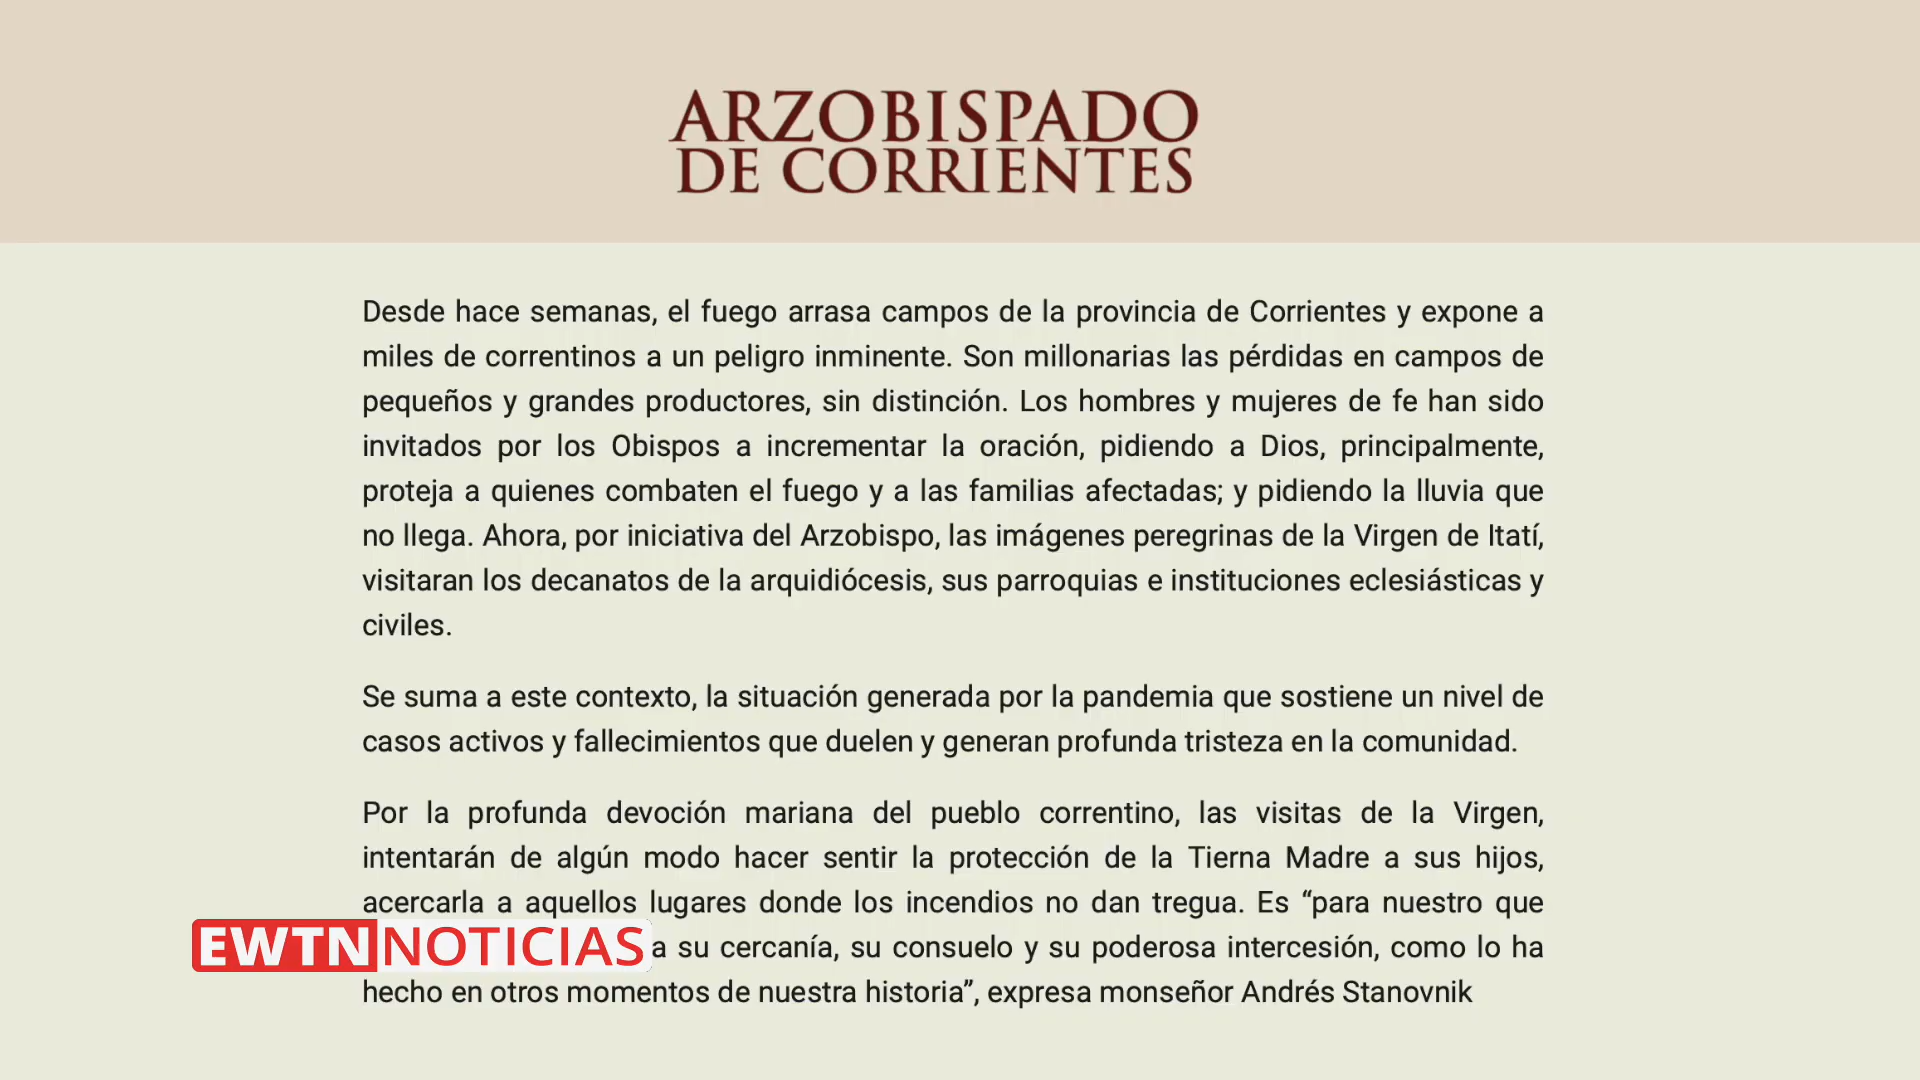 ARZOBISPADO
DE CORRIENTES
Desde hace semanas, el fuego arrasa campos de la provincia de Corrientes y expone a
miles de correntinos a un peligro inminente. Son millonarias las pérdidas en campos de
pequeños y grandes productores, sin distinción. Los hombres y mujeres de fe han sido
invitados por los Obispos a incrementar la oración, pidiendo a Dios, principalmente,
proteja a quienes combaten el fuego y a las familias afectadas; y pidiendo la lluvia que
no llega. Ahora, por iniciativa del Arzobispo, las imágenes peregrinas de la Virgen de Itatí,
visitaran los decanatos de la arquidiócesis, sus parroquias e instituciones eclesiásticas y
civiles.
Se suma a este contexto, la situación generada por la pandemia que sostiene un nivel de
casos activos y fallecimientos que duelen y generan profunda tristeza en la comunidad.
Por la profunda devoción mariana del pueblo correntino, las visitas de la Virgen,
intentarán de algún modo hacer sentir la protección de la Tierna Madre a sus hijos,
acercarla a aquellos lugares donde los incendios no dan tregua. Es “para nuestro que
EWTN NOTICIAS
su cercanía, su consuelo y su poderosa intercesión, como lo ha
hecho en otros momentos de nuestra historia”, expresa monseñor Andrés Stanovnik